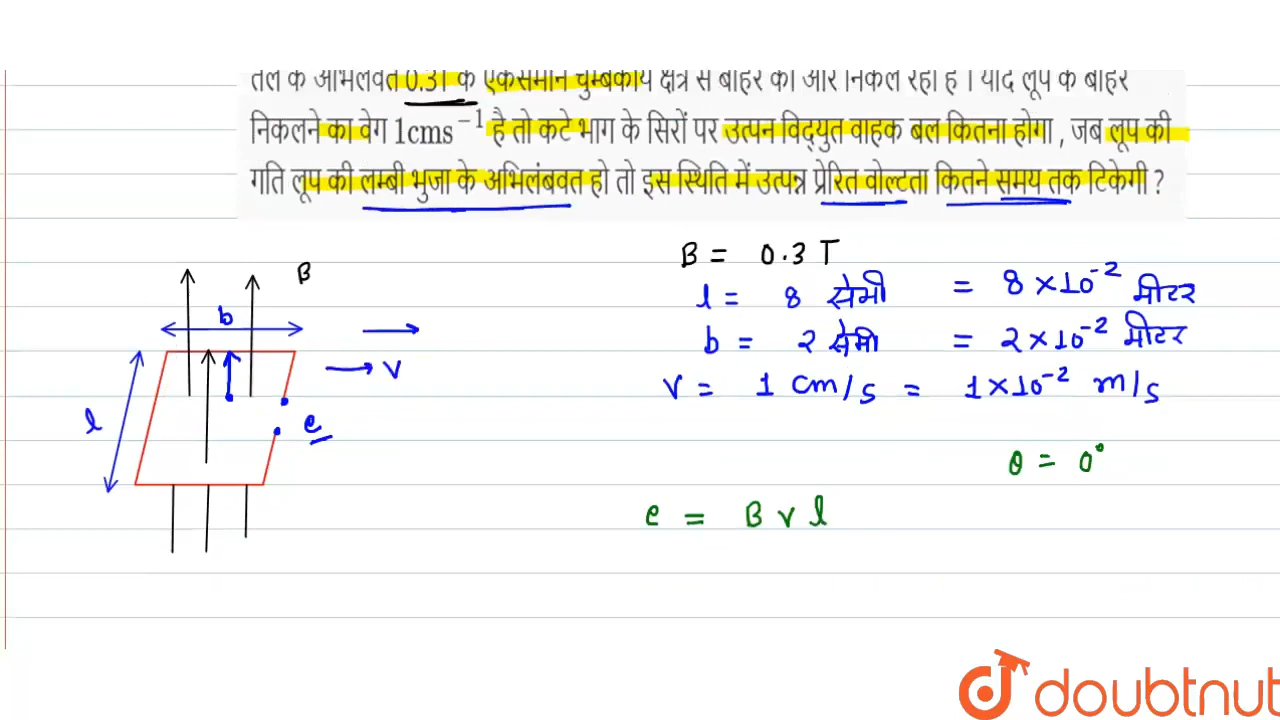 तल के अभिलंबवत 0.3T के एकसमान चुम्बकीय क्षेत्र से बाहर की ओर निकल रहा है । यदि लूप के बाहर
निकलने का वेग 1cms⁻¹ है तो कटे भाग के सिरों पर उत्पन विद्युत वाहक बल कितना होगा , जब लूप की
गति लूप की लम्बी भुजा के अभिलंबवत हो तो इस स्थिति में उत्पन्न प्रेरित वोल्टता कितने समय तक टिकेगी ?
B
b
v
l
e
B = 0.3 T
l = 8 सेमी = 8 × 10⁻² मीटर
b = 2 सेमी = 2 × 10⁻² मीटर
v = 1 cm/s = 1 × 10⁻² m/s
θ = 0°
e = B v l
doubtnut